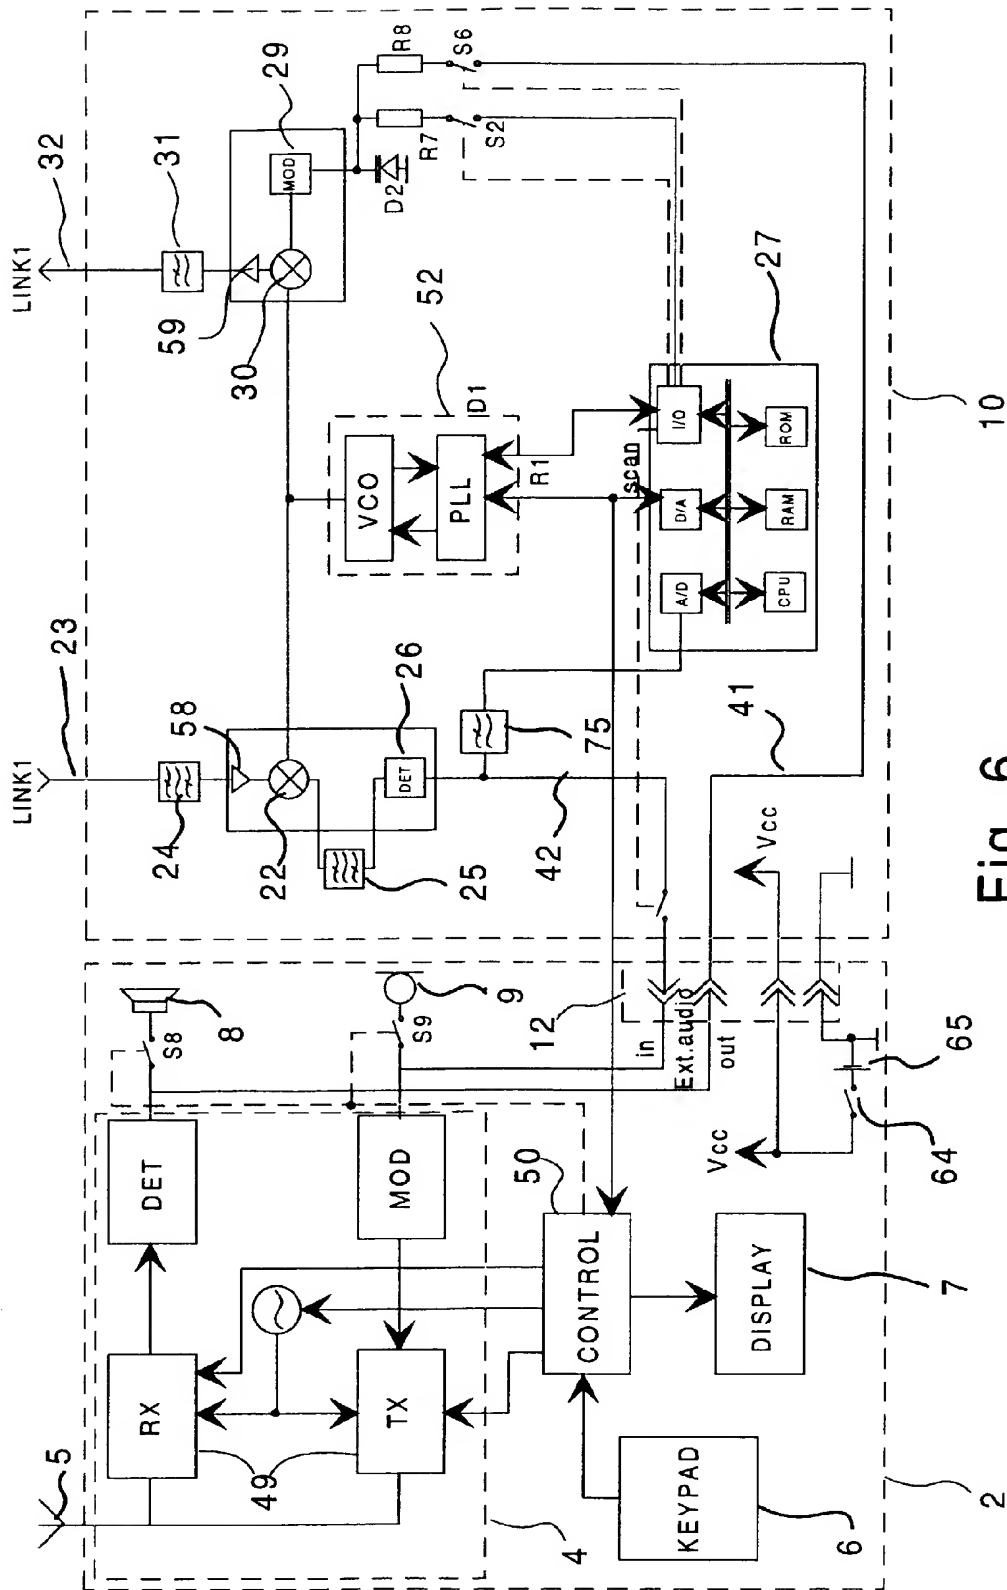 LINK1
23
24
58
22
25
DET
26
42
75
LINK1
32
31
59
30
MOD
29
D2
R7
R8
S2
S6
VCO
PLL
52
D1
R1
scan
A/D
D/A
I/O
CPU
RAM
ROM
27
41
Vcc
10
5
RX
DET
S8
8
49
TX
MOD
S9
9
4
12
in
Ext.audio
out
CONTROL
50
KEYPAD
6
DISPLAY
7
Vcc
64
65
2
Fig. 6